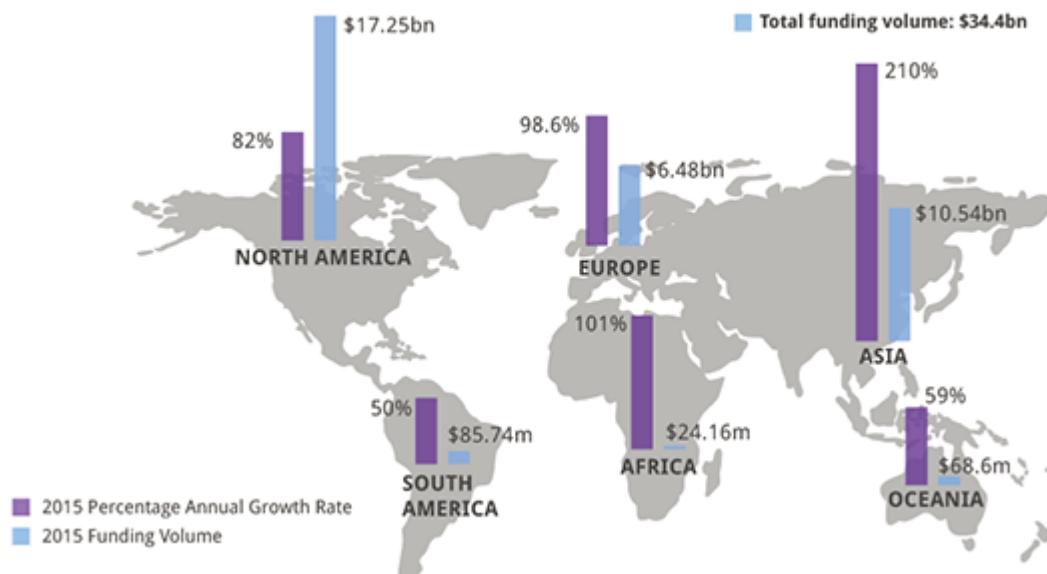 $17.25bn
Total funding volume: $34.4bn
82%
NORTH AMERICA
98.6%
$6.48bn
EUROPE
210%
$10.54bn
ASIA
101%
$24.16m
AFRICA
50%
$85.74m
SOUTH
AMERICA
59%
$68.6m
OCEANIA
2015 Percentage Annual Growth Rate
2015 Funding Volume